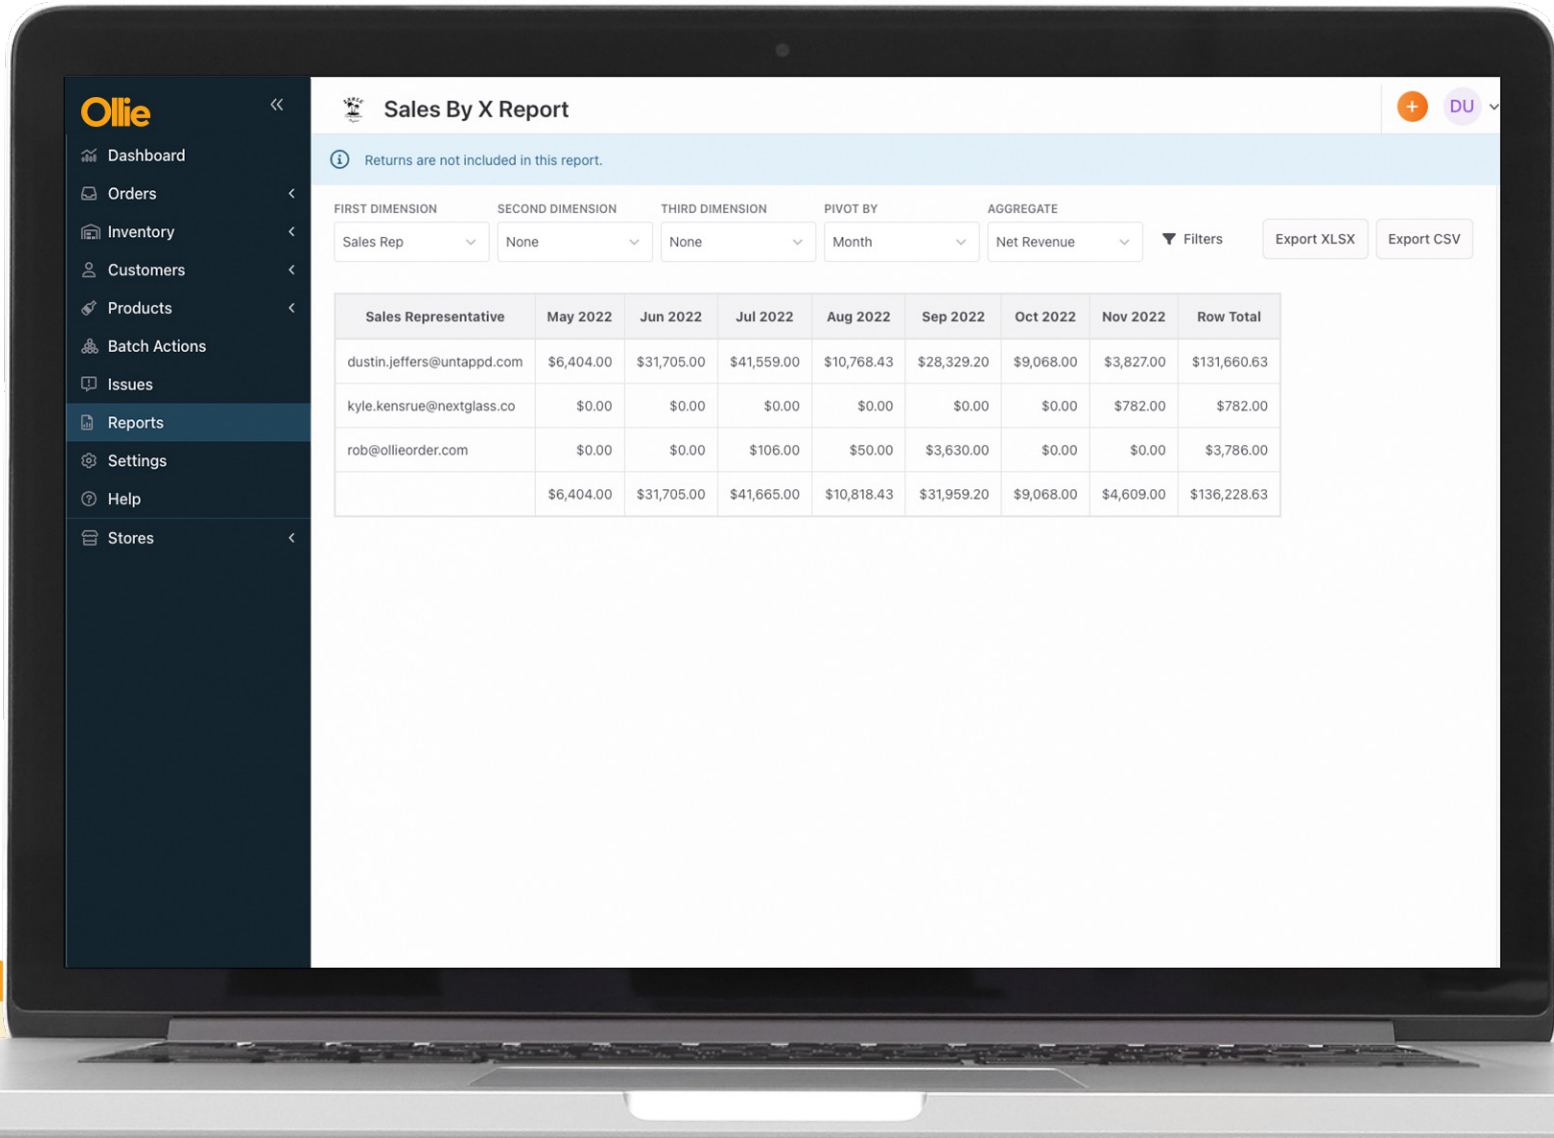 Ollie
Dashboard
Orders
Inventory
Customers
Products
Batch Actions
Issues
Reports
Settings
Help
Stores
Sales By X Report
DU
Returns are not included in this report.
FIRST DIMENSION SECOND DIMENSION THIRD DIMENSION PIVOT BY AGGREGATE
Sales Rep None None Month Net Revenue Filters Export XLSX Export CSV
Sales Representative May 2022 Jun 2022 Jul 2022 Aug 2022 Sep 2022 Oct 2022 Nov 2022 Row Total
dustin.jeffers@untappd.com $6,404.00 $31,705.00 $41,559.00 $10,768.43 $28,329.20 $9,068.00 $3,827.00 $131,660.63
kyle.kensrue@nextglass.co $0.00 $0.00 $0.00 $0.00 $0.00 $0.00 $782.00 $782.00
rob@ollieorder.com $0.00 $0.00 $106.00 $50.00 $3,630.00 $0.00 $0.00 $3,786.00
$6,404.00 $31,705.00 $41,665.00 $10,818.43 $31,959.20 $9,068.00 $4,609.00 $136,228.63